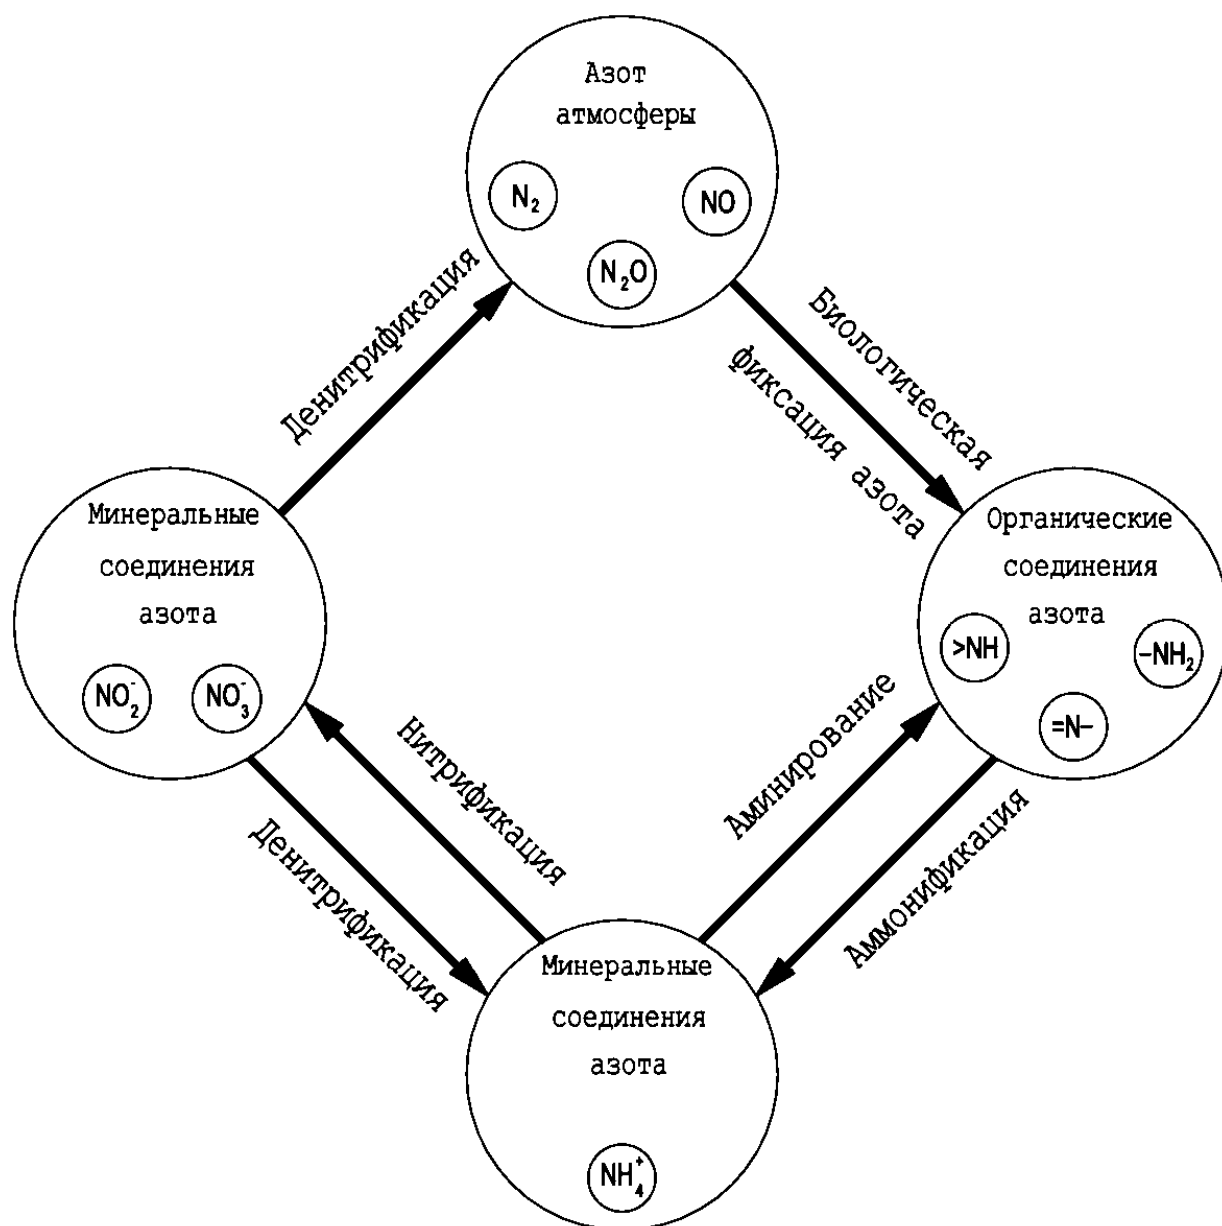 Азот
атмосферы
N₂
NO
N₂O
Денитрификация
Биологическая
фиксация азота
Минеральные
соединения
азота
NO₂⁻
NO₃⁻
Органические
соединения
азота
>NH
-NH₂
=N-
Нитрификация
Денитрификация
Аминирование
Аммонификация
Минеральные
соединения
азота
NH₄⁺